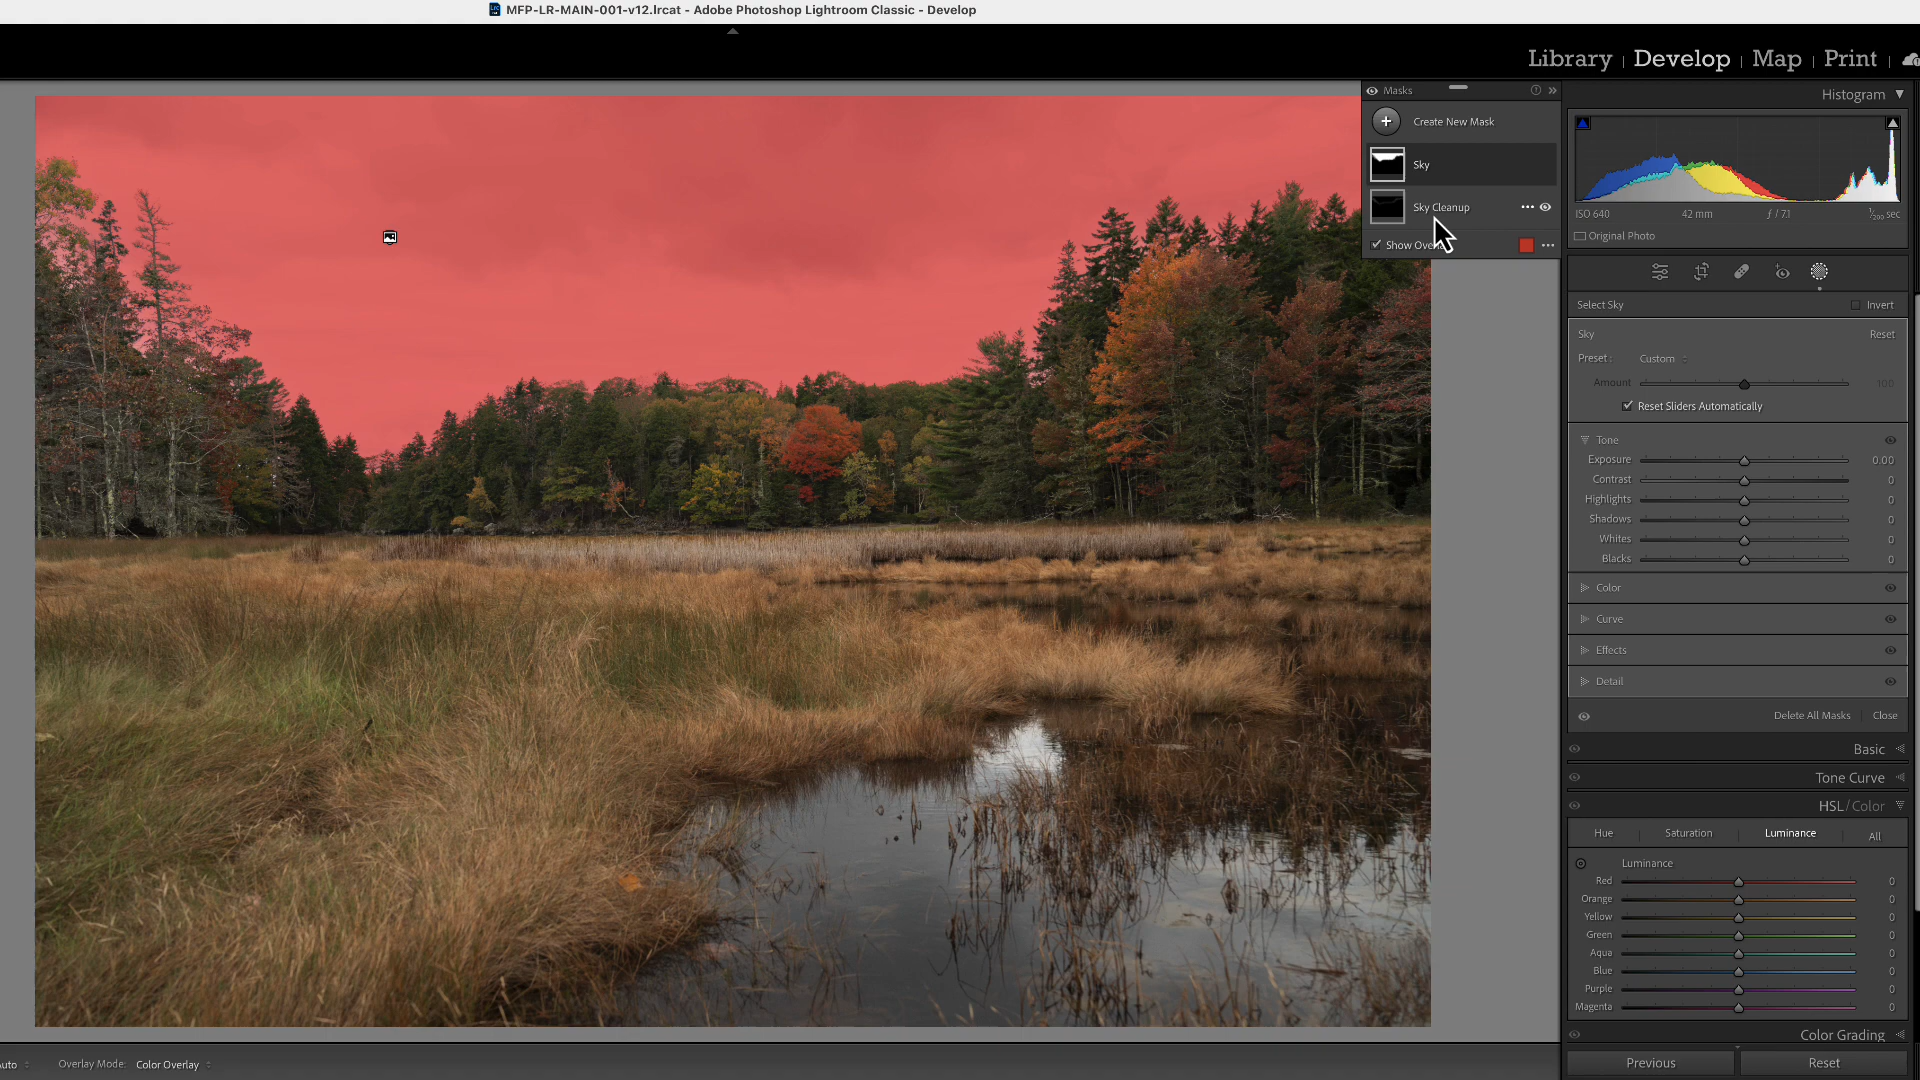 MFP-LR-MAIN-001-v12.lrcat - Adobe Photoshop Lightroom Classic - Develop
Library | Develop | Map | Print |
Masks
Create New Mask
Sky
Sky Cleanup
Show
Histogram
ISO 640 42 mm ƒ / 7.1 1/200 sec
Original Photo
Select Sky Invert
Sky Reset
Preset : Custom
Amount 100
Reset Sliders Automatically
Tone
Exposure 0.00
Contrast 0
Highlights 0
Shadows 0
Whites 0
Blacks 0
Color
Curve
Effects
Detail
Delete All Masks Close
Basic
Tone Curve
HSL / Color
Hue Saturation Luminance All
Luminance
Red 0
Orange 0
Yellow 0
Green 0
Aqua 0
Blue 0
Purple 0
Magenta 0
Color Grading
Overlay Mode: Color Overlay
Previous Reset